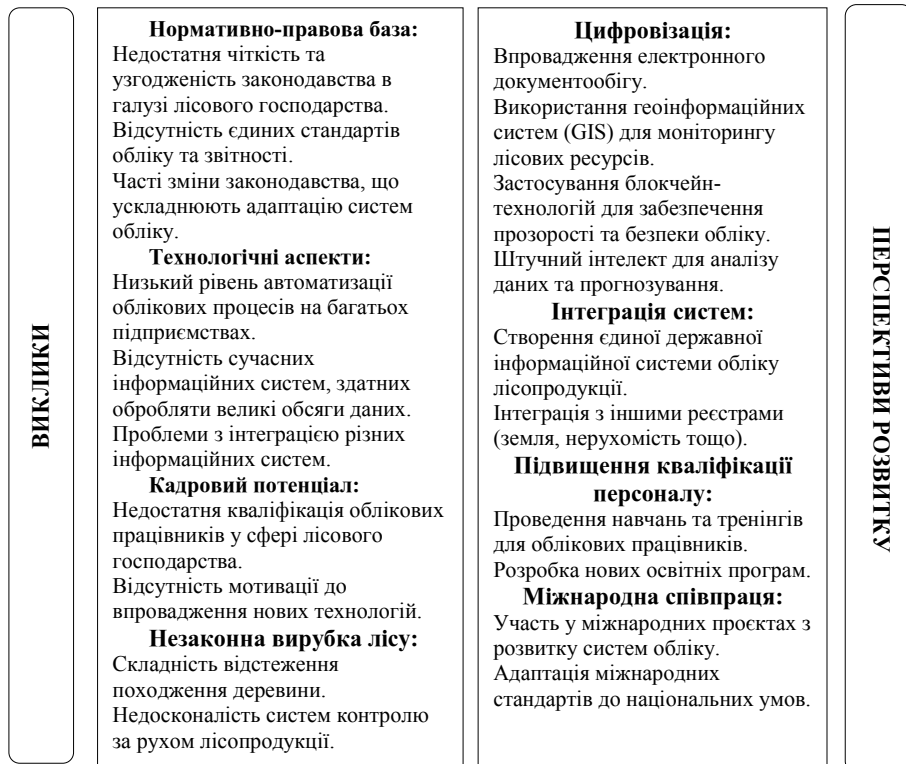 ВИКЛИКИ
Нормативно-правова база:
Недостатня чіткість та
узгодженість законодавства в
галузі лісового господарства.
Відсутність єдиних стандартів
обліку та звітності.
Часті зміни законодавства, що
ускладнюють адаптацію систем
обліку.
Технологічні аспекти:
Низький рівень автоматизації
облікових процесів на багатьох
підприємствах.
Відсутність сучасних
інформаційних систем, здатних
обробляти великі обсяги даних.
Проблеми з інтеграцією різних
інформаційних систем.
Кадровий потенціал:
Недостатня кваліфікація облікових
працівників у сфері лісового
господарства.
Відсутність мотивації до
впровадження нових технологій.
Незаконна вирубка лісу:
Складність відстеження
походження деревини.
Недосконалість систем контролю
за рухом лісопродукції.
Цифровізація:
Впровадження електронного
документообігу.
Використання геоінформаційних
систем (GIS) для моніторингу
лісових ресурсів.
Застосування блокчейн-
технологій для забезпечення
прозорості та безпеки обліку.
Штучний інтелект для аналізу
даних та прогнозування.
Інтеграція систем:
Створення єдиної державної
інформаційної системи обліку
лісопродукції.
Інтеграція з іншими реєстрами
(земля, нерухомість тощо).
Підвищення кваліфікації
персоналу:
Проведення навчань та тренінгів
для облікових працівників.
Розробка нових освітніх програм.
Міжнародна співпраця:
Участь у міжнародних проєктах з
розвитку систем обліку.
Адаптація міжнародних
стандартів до національних умов.
ПЕРСПЕКТИВИ РОЗВИТКУ